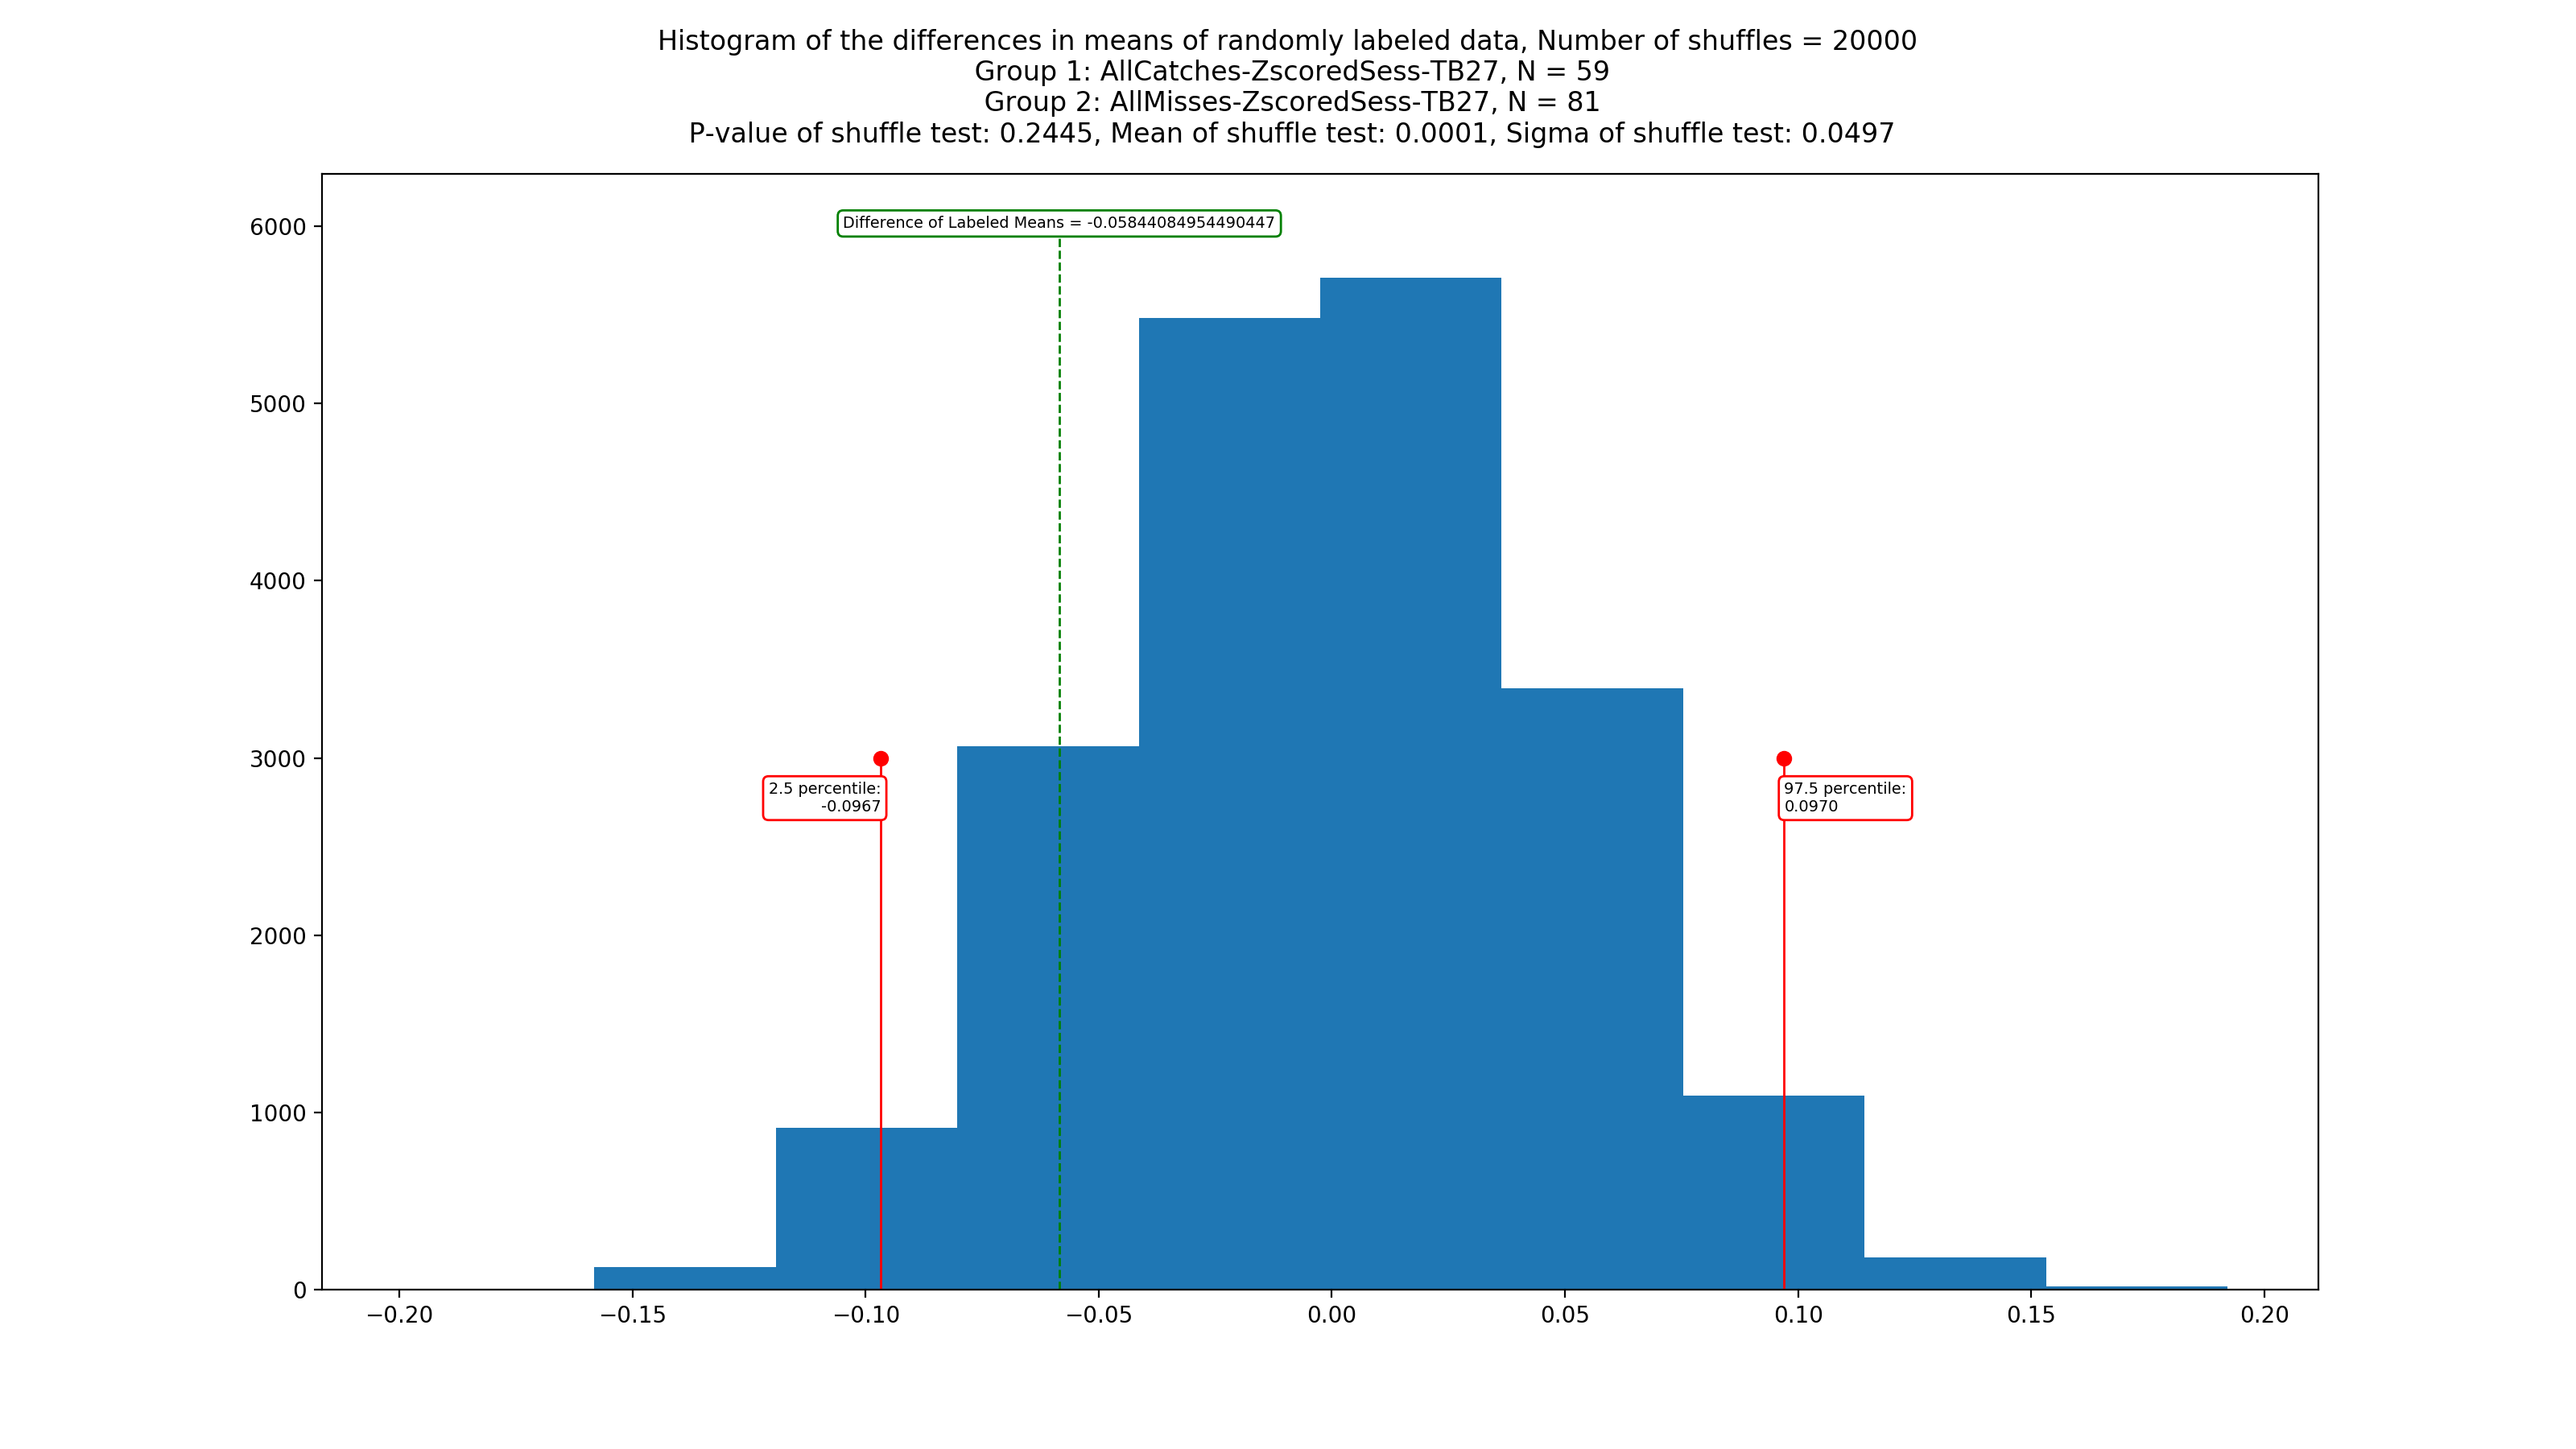 Histogram of the differences in means of randomly labeled data, Number of shuffles = 20000
Group 1: AllCatches-ZscoredSess-TB27, N = 59
Group 2: AllMisses-ZscoredSess-TB27, N = 81
P-value of shuffle test: 0.2445, Mean of shuffle test: 0.0001, Sigma of shuffle test: 0.0497
Difference of Labeled Means = -0.05844084954490447
6000
5000
4000
3000
2.5 percentile:
-0.0967
97.5 percentile:
0.0970
2000
1000
0
−0.20
−0.15
−0.10
−0.05
0.00
0.05
0.10
0.15
0.20